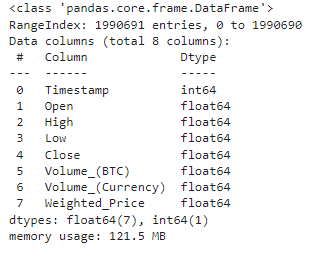 <class 'pandas.core.frame.DataFrame'>
RangeIndex: 1990691 entries, 0 to 1990690
Data columns (total 8 columns):
 #   Column             Dtype
---  ------             -----
 0   Timestamp          int64
 1   Open               float64
 2   High               float64
 3   Low                float64
 4   Close              float64
 5   Volume_(BTC)       float64
 6   Volume_(Currency)  float64
 7   Weighted_Price     float64
dtypes: float64(7), int64(1)
memory usage: 121.5 MB